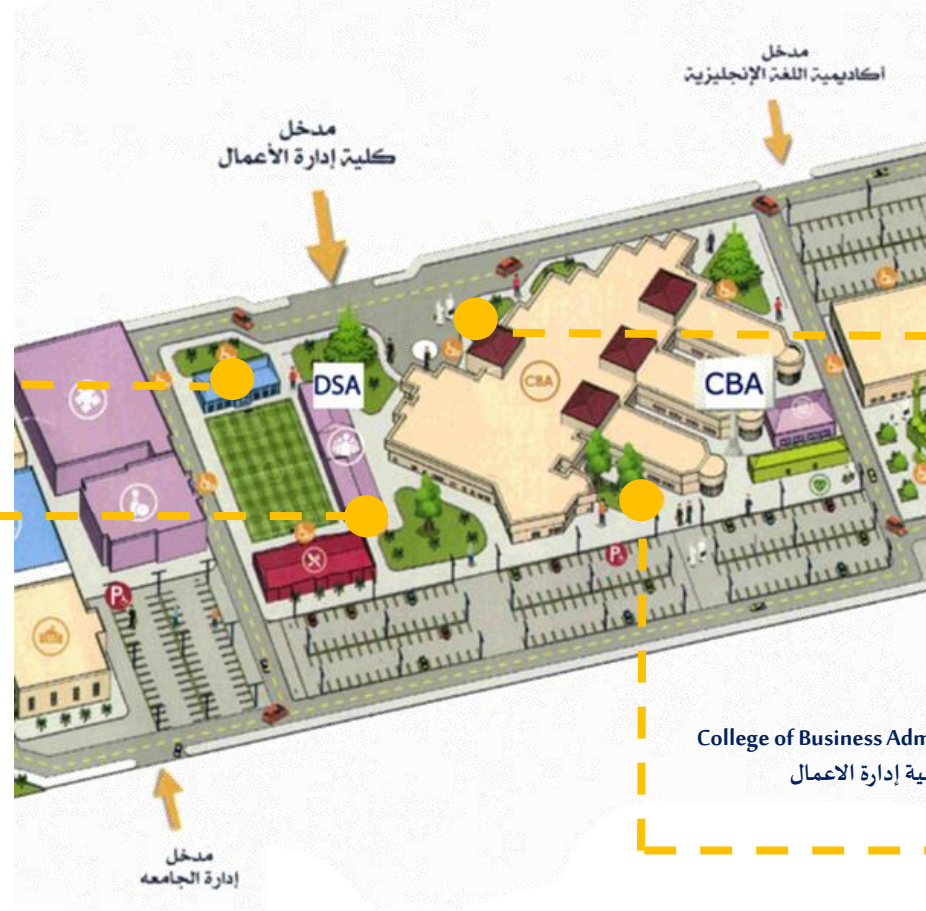 مدخل
أكاديمية اللغة الإنجليزية
مدخل
كلية إدارة الأعمال
DSA
CBA
CBA
P
P
College of Business Adm
ية إدارة الاعمال
مدخل
إدارة الجامعه